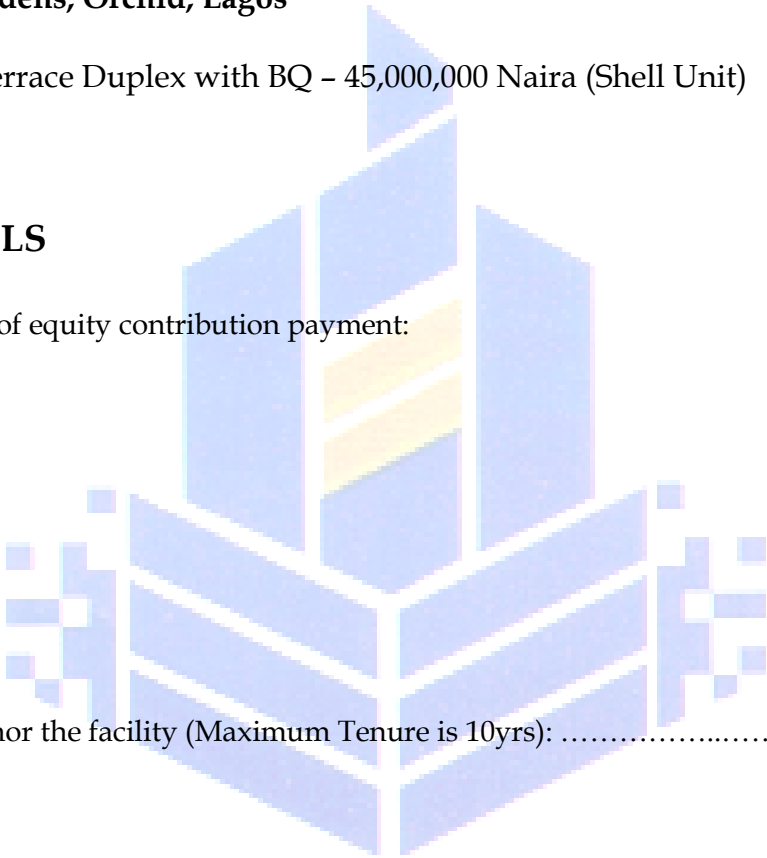 dens, Orchid, Lagos
errace Duplex with BQ – 45,000,000 Naira (Shell Unit)
LS
of equity contribution payment:
nor the facility (Maximum Tenure is 10yrs): ……………..……